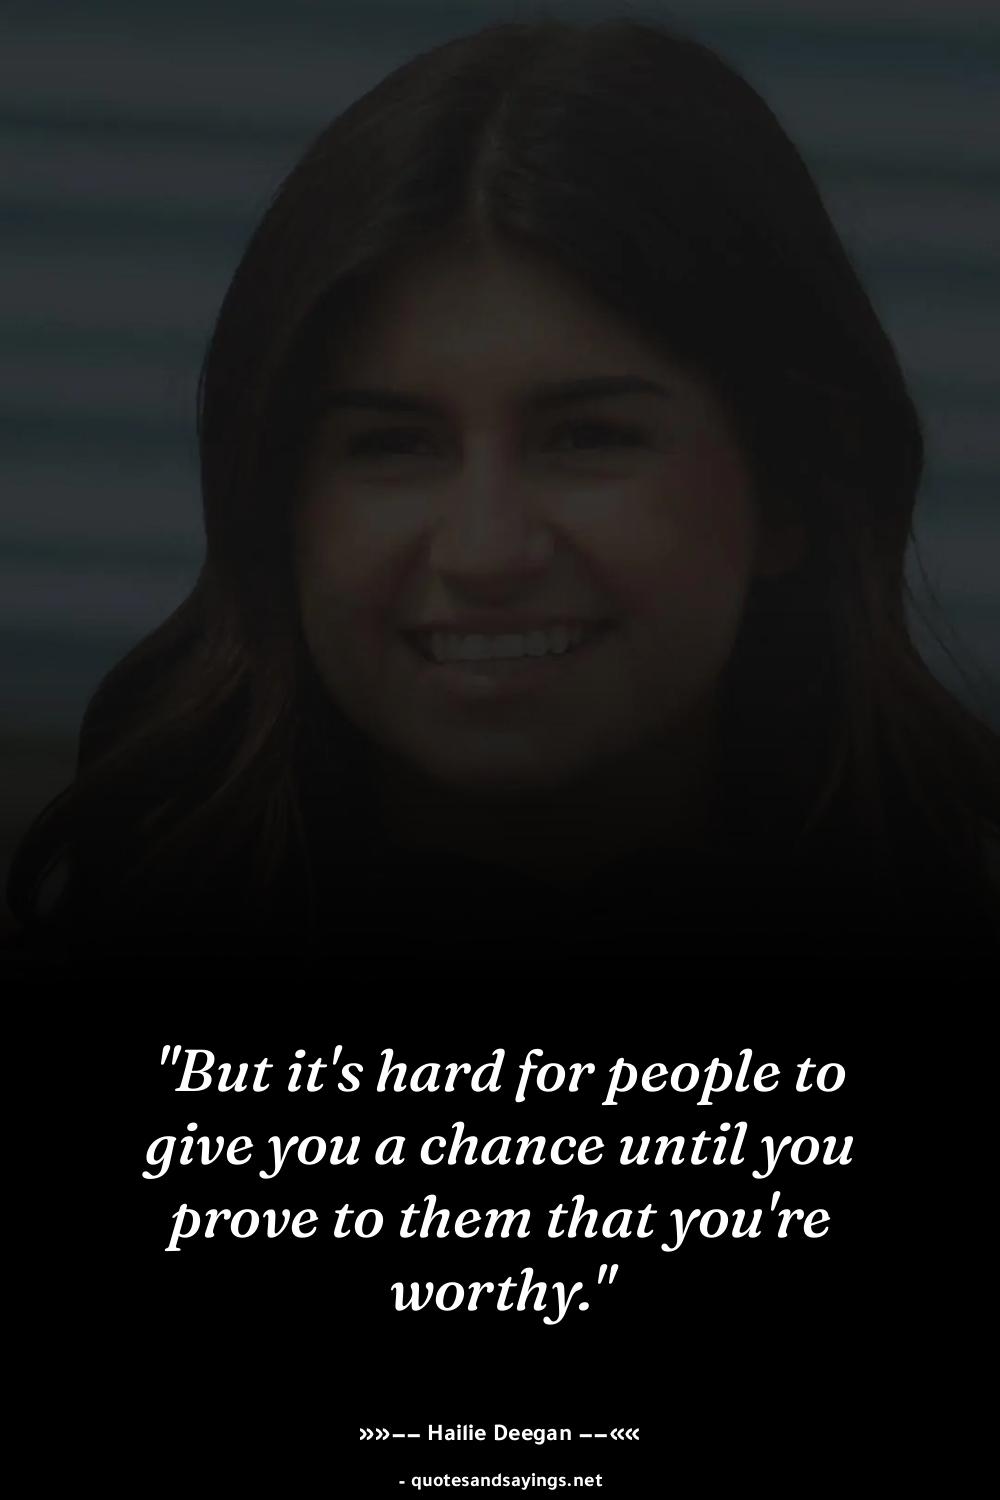 "But it's hard for people to
give you a chance until you
prove to them that you're
worthy."
»»−− Hailie Deegan −−««
- quotesandsayings.net